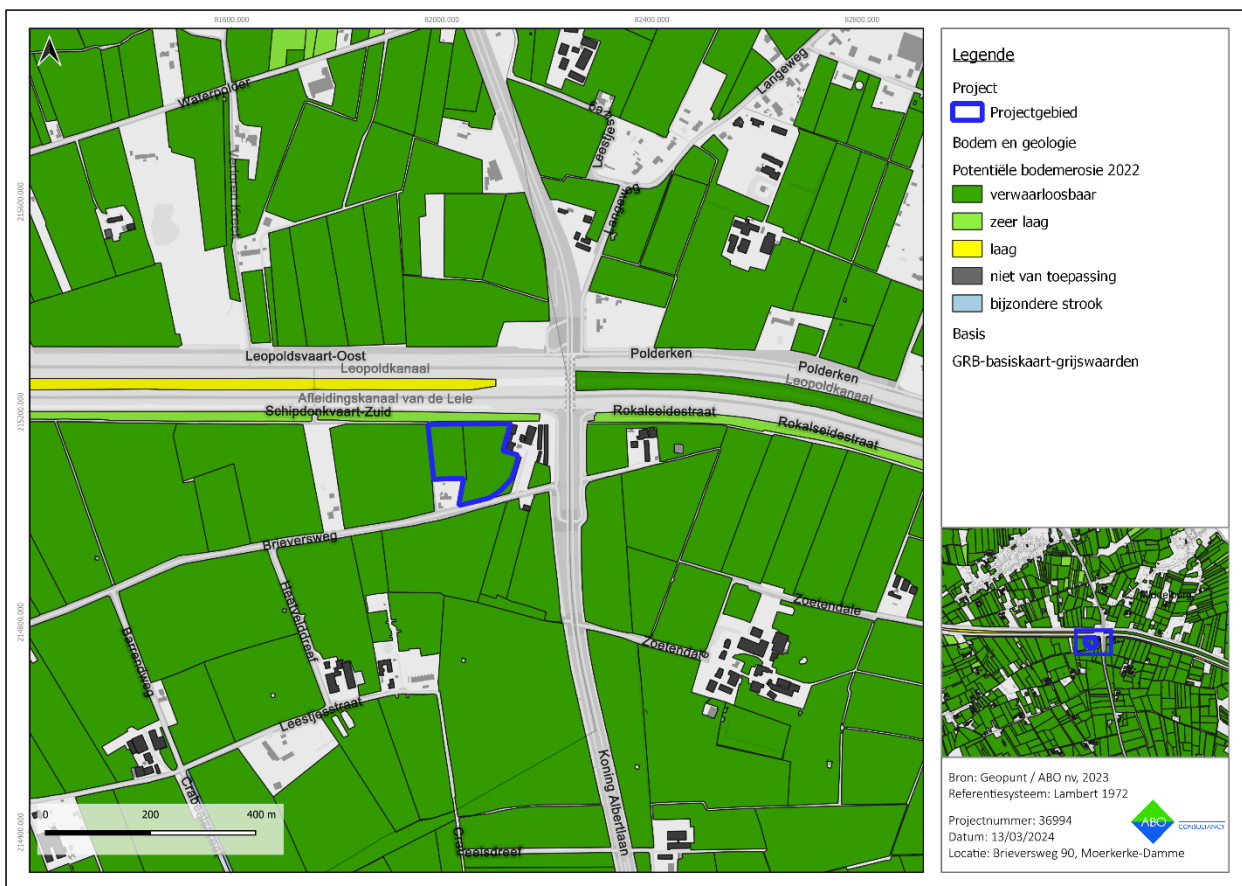 81600.000
82000.000
82400.000
82800.000
215600.000
215200.000
214800.000
214400.000
Waterpolder
Langeweg
Leestjes
Langeweg
Leopoldsvaart-Oost
Leopoldkanaal
Polderken
Polderken
Leopoldkanaal
Afleidingskanaal van de Leie
Schipdonkvaart-Zuid
Rokalseidestraat
Rokalseidestraat
Brieversweg
Zoetendale
Zoetendale
Barrendweg
Leestjesstraat
Koning Albertlaan
0
200
400 m
Legende
Project
Projectgebied
Bodem en geologie
Potentiële bodemerosie 2022
verwaarloosbaar
zeer laag
laag
niet van toepassing
bijzondere strook
Basis
GRB-basiskaart-grijswaarden
Bron: Geopunt / ABO nv, 2023
Referentiesysteem: Lambert 1972
Projectnummer: 36994
Datum: 13/03/2024
Locatie: Brieversweg 90, Moerkerke-Damme
ABO
CONSULTANCY